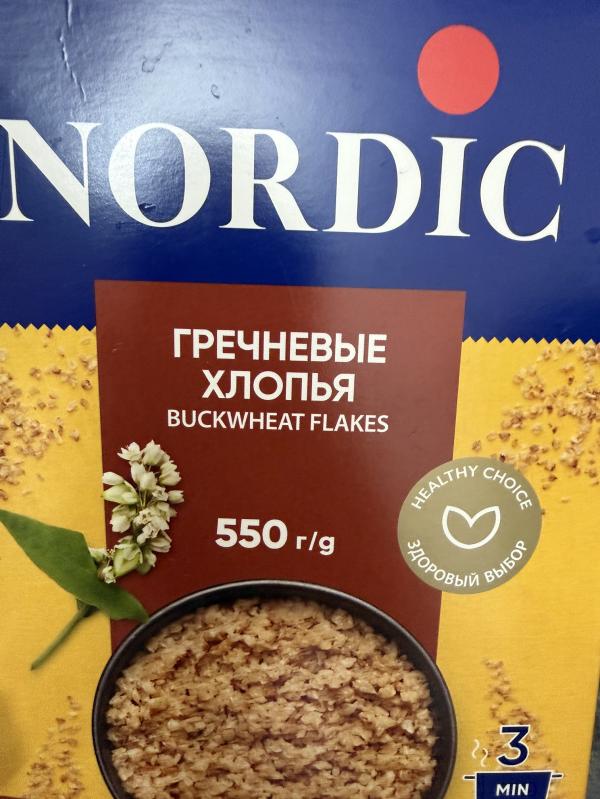 NORDIC
ГРЕЧНЕВЫЕ
ХЛОПЬЯ
BUCKWHEAT FLAKES
550 г/g
HEALTHY CHOICE
ЗДОРОВЫЙ ВЫБОР
3
MIN